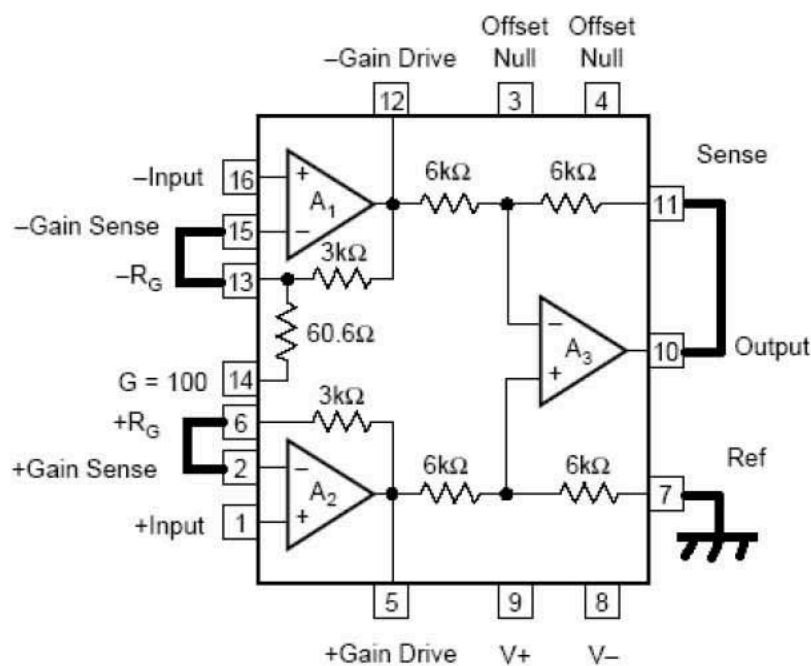 Offset Offset
–Gain Drive Null Null
12 3 4
–Input 16 + A1 6kΩ 6kΩ Sense
–Gain Sense 15 – 11
–RG 13 3kΩ
60.6Ω
– A3 + 10 Output
G = 100 14
+RG 6 3kΩ
+Gain Sense 2 – A2 6kΩ 6kΩ Ref
+Input 1 + 7
5 9 8
+Gain Drive V+ V–